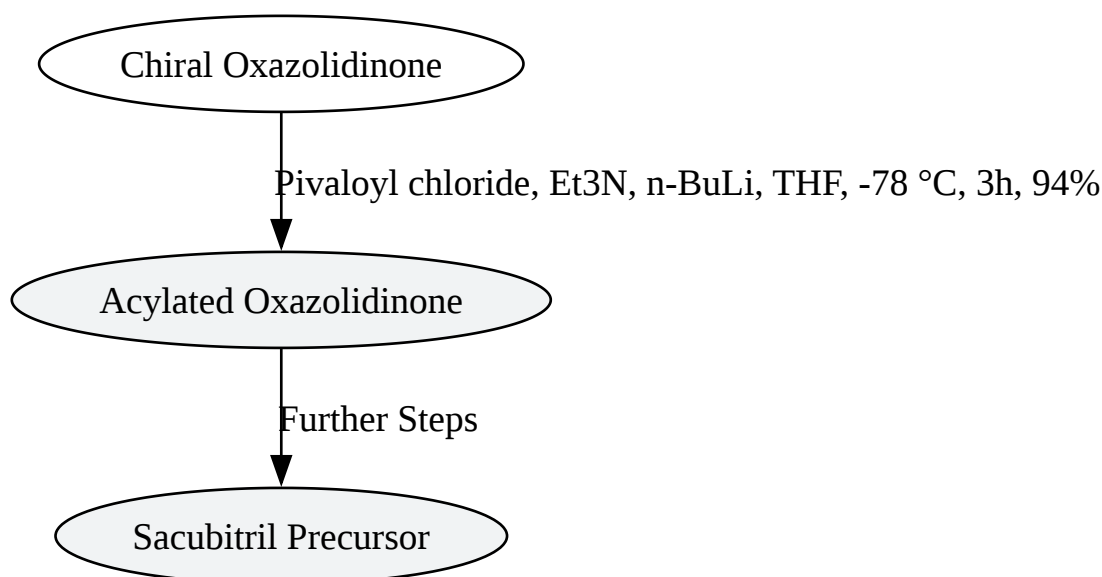 Chiral Oxazolidinone
Pivaloyl chloride, Et3N, n-BuLi, THF, -78 °C, 3h, 94%
Acylated Oxazolidinone
Further Steps
Sacubitril Precursor